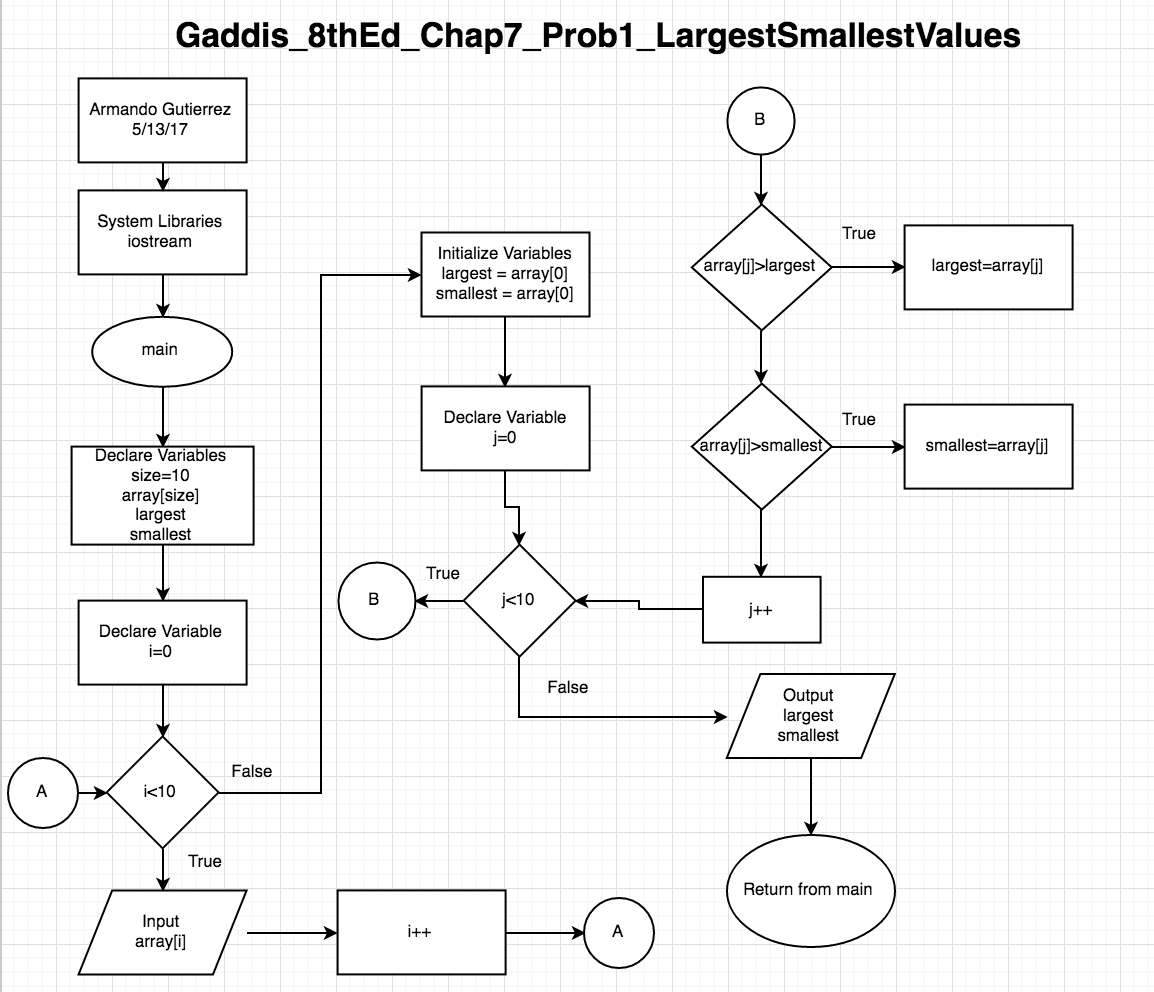 Gaddis_8thEd_Chap7_Prob1_LargestSmallestValues
Armando Gutierrez
5/13/17
System Libraries
iostream
main
Declare Variables
size=10
array[size]
largest
smallest
Declare Variable
i=0
A
i<10
False
True
Input
array[i]
i++
A
Initialize Variables
largest = array[0]
smallest = array[0]
Declare Variable
j=0
j<10
True
B
False
B
array[j]>largest
True
largest=array[j]
array[j]>smallest
True
smallest=array[j]
j++
Output
largest
smallest
Return from main